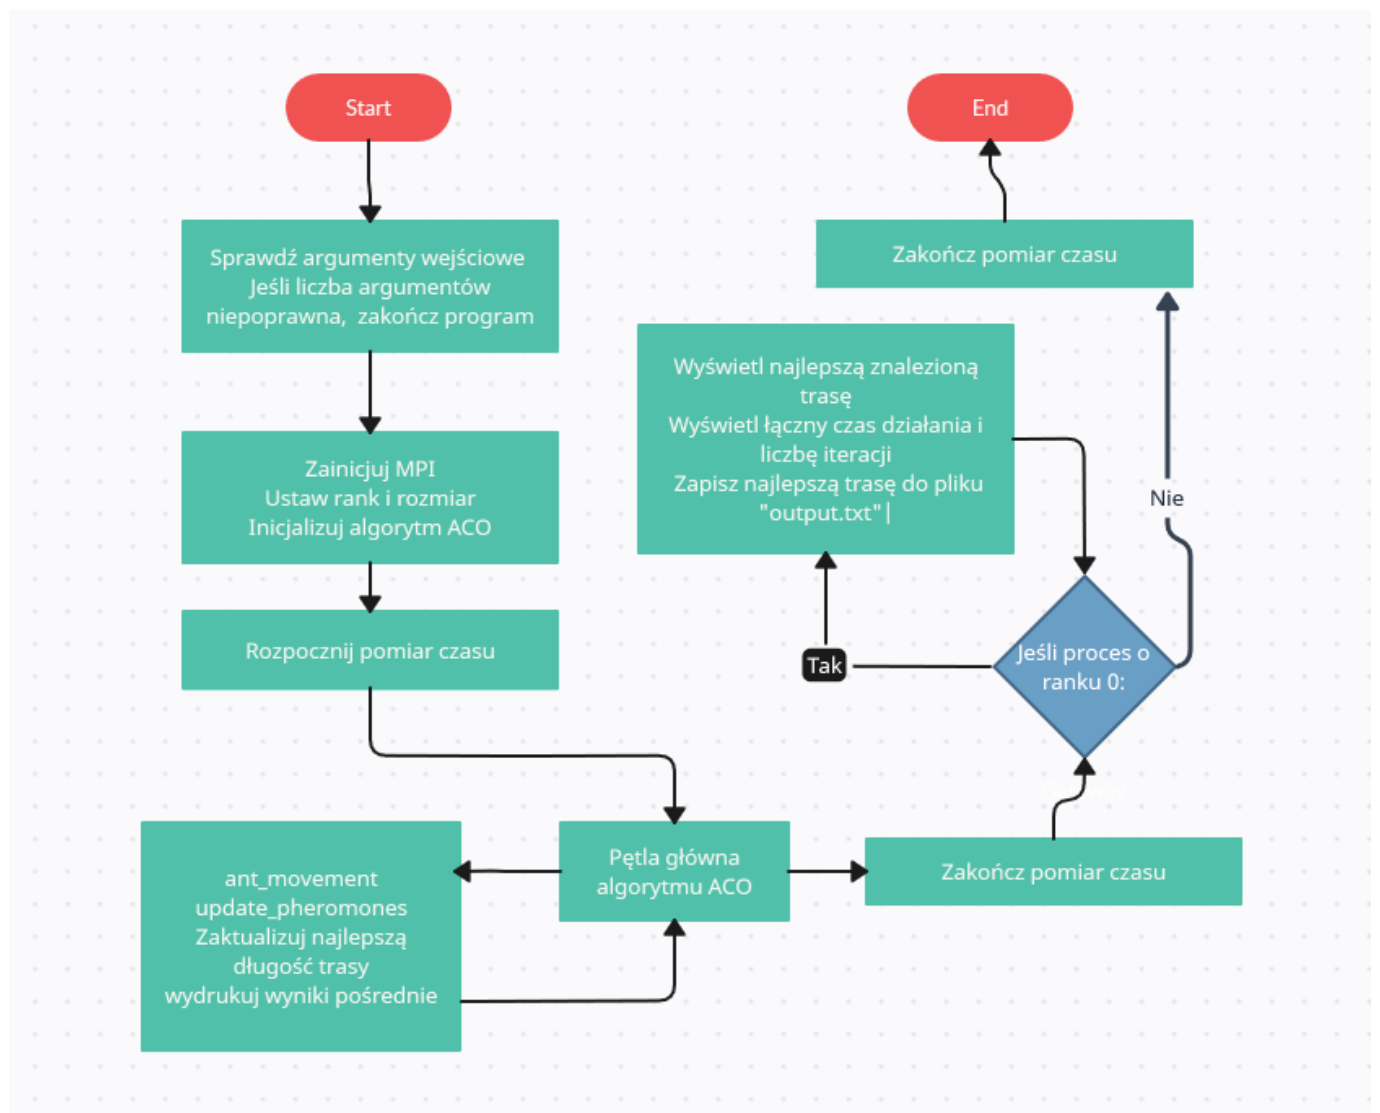 Start
Sprawdź argumenty wejściowe
Jeśli liczba argumentów
niepoprawna,  zakończ program
Zainicjuj MPI
Ustaw rank i rozmiar
Inicjalizuj algorytm ACO
Rozpocznij pomiar czasu
Pętla główna
algorytmu ACO
ant_movement
update_pheromones
Zaktualizuj najlepszą
długość trasy
wydrukuj wyniki pośrednie
Zakończ pomiar czasu
Jeśli proces o
ranku 0:
Tak
Wyświetl najlepszą znalezioną
trasę
Wyświetl łączny czas działania i
liczbę iteracji
Zapisz najlepszą trasę do pliku
"output.txt"|
Nie
Zakończ pomiar czasu
End